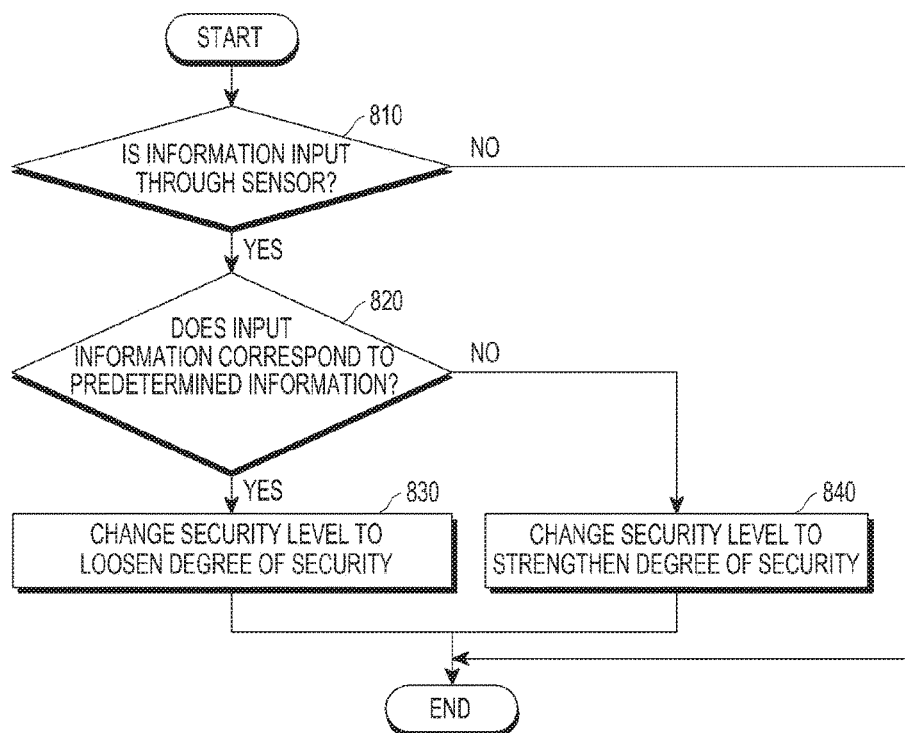 START
810
IS INFORMATION INPUT
THROUGH SENSOR?
NO
YES
820
DOES INPUT
INFORMATION CORRESPOND TO
PREDETERMINED INFORMATION?
NO
YES
830
CHANGE SECURITY LEVEL TO
LOOSEN DEGREE OF SECURITY
840
CHANGE SECURITY LEVEL TO
STRENGTHEN DEGREE OF SECURITY
END